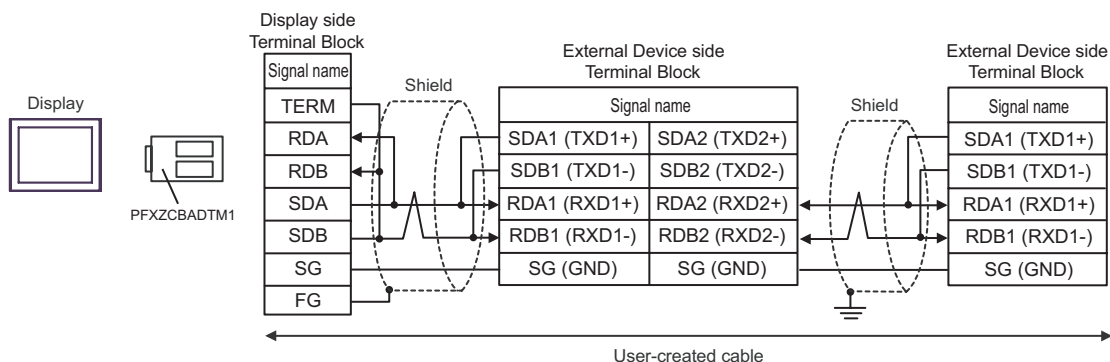 Display
PFXZCBADTM1
Display side
Terminal Block
Signal name
TERM
RDA
RDB
SDA
SDB
SG
FG
Shield
External Device side
Terminal Block
Signal name
SDA1 (TXD1+) SDA2 (TXD2+)
SDB1 (TXD1-) SDB2 (TXD2-)
RDA1 (RXD1+) RDA2 (RXD2+)
RDB1 (RXD1-) RDB2 (RXD2-)
SG (GND) SG (GND)
Shield
External Device side
Terminal Block
Signal name
SDA1 (TXD1+)
SDB1 (TXD1-)
RDA1 (RXD1+)
RDB1 (RXD1-)
SG (GND)
User-created cable